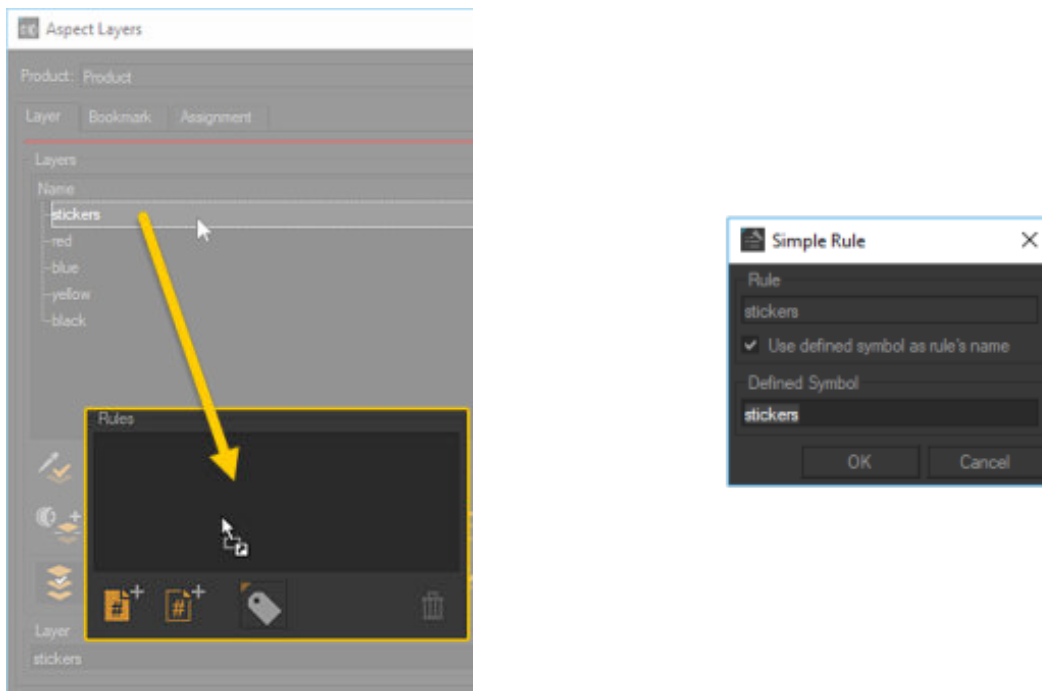 Aspect Layers
Product: Product
Layer Bookmark Assignment
Layers
Name
stickers
red
blue
yellow
black
Rules
#+ #+
Layer
stickers
Simple Rule
Rule
stickers
Use defined symbol as rule's name
Defined Symbol
stickers
OK Cancel